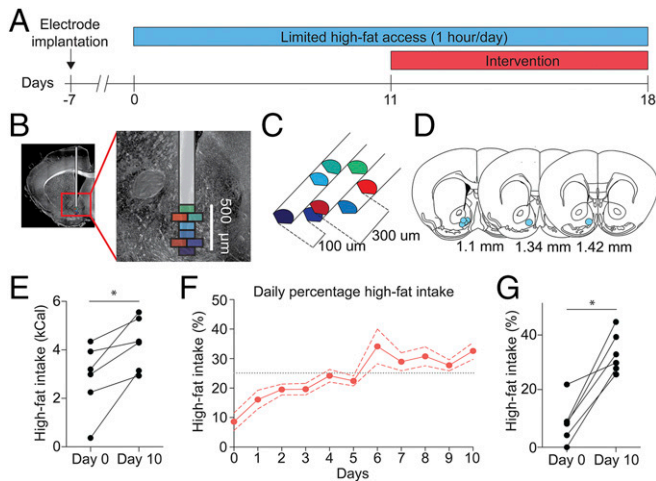 A
Electrode
implantation
Limited high-fat access (1 hour/day)
Intervention
Days
-7
0
11
18
B
500 µm
C
100 um
300 um
D
1.1 mm
1.34 mm
1.42 mm
E
*
High-fat intake (kCal)
6
4
2
0
Day 0
Day 10
F
Daily percentage high-fat intake
High-fat intake (%)
50
40
30
20
10
0
0
1
2
3
4
5
6
7
8
9
10
Days
G
*
High-fat intake (%)
40
20
0
Day 0
Day 10